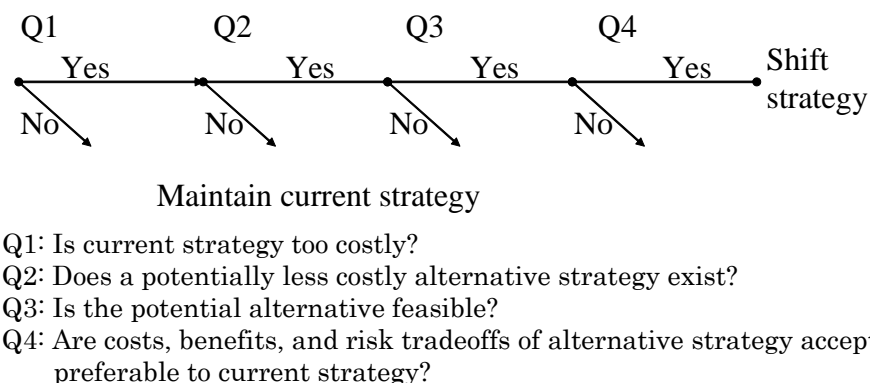 Q1 Q2 Q3 Q4
Yes Yes Yes Yes Shift
strategy
No No No No
Maintain current strategy
Q1: Is current strategy too costly?
Q2: Does a potentially less costly alternative strategy exist?
Q3: Is the potential alternative feasible?
Q4: Are costs, benefits, and risk tradeoffs of alternative strategy accep
preferable to current strategy?